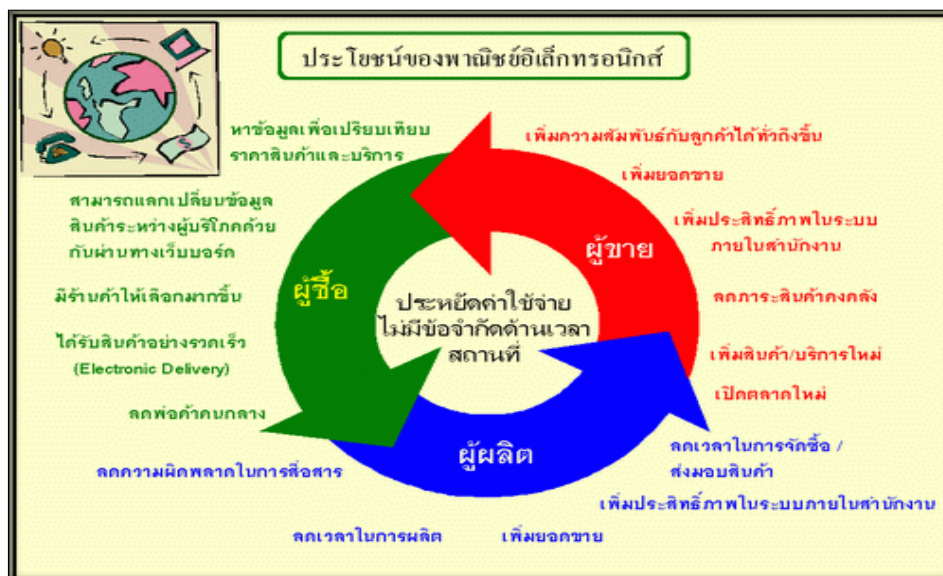 ประโยชน์ของพาณิชย์อิเล็กทรอนิกส์
หาข้อมูลเพื่อเปรียบเทียบ
ราคาสินค้าและบริการ
สามารถแลกเปลี่ยนข้อมูล
สินค้าระหว่างผู้บริโภคด้วย
กันผ่านทางเว็บบอร์ด
มีร้านค้าให้เลือกมากขึ้น
ได้รับสินค้าอย่างรวดเร็ว
(Electronic Delivery)
ลดพ่อค้าคนกลาง
ผู้ซื้อ
เพิ่มความสัมพันธ์กับลูกค้าได้ทั่วถึงขึ้น
เพิ่มยอดขาย
เพิ่มประสิทธิ์ภาพในระบบ
ภายในสำนักงาน
ลดภาระสินค้าคงคลัง
เพิ่มสินค้า/บริการใหม่
เปิดตลาดใหม่
ผู้ขาย
ประหยัดค่าใช้จ่าย
ไม่มีข้อจำกัดด้านเวลา
สถานที่
ผู้ผลิต
ลดเวลาในการจัดซื้อ /
ส่งมอบสินค้า
เพิ่มประสิทธิ์ภาพในระบบภายในสำนักงาน
ลดความผิดพลาดในการสื่อสาร
ลดเวลาในการผลิต
เพิ่มยอดขาย